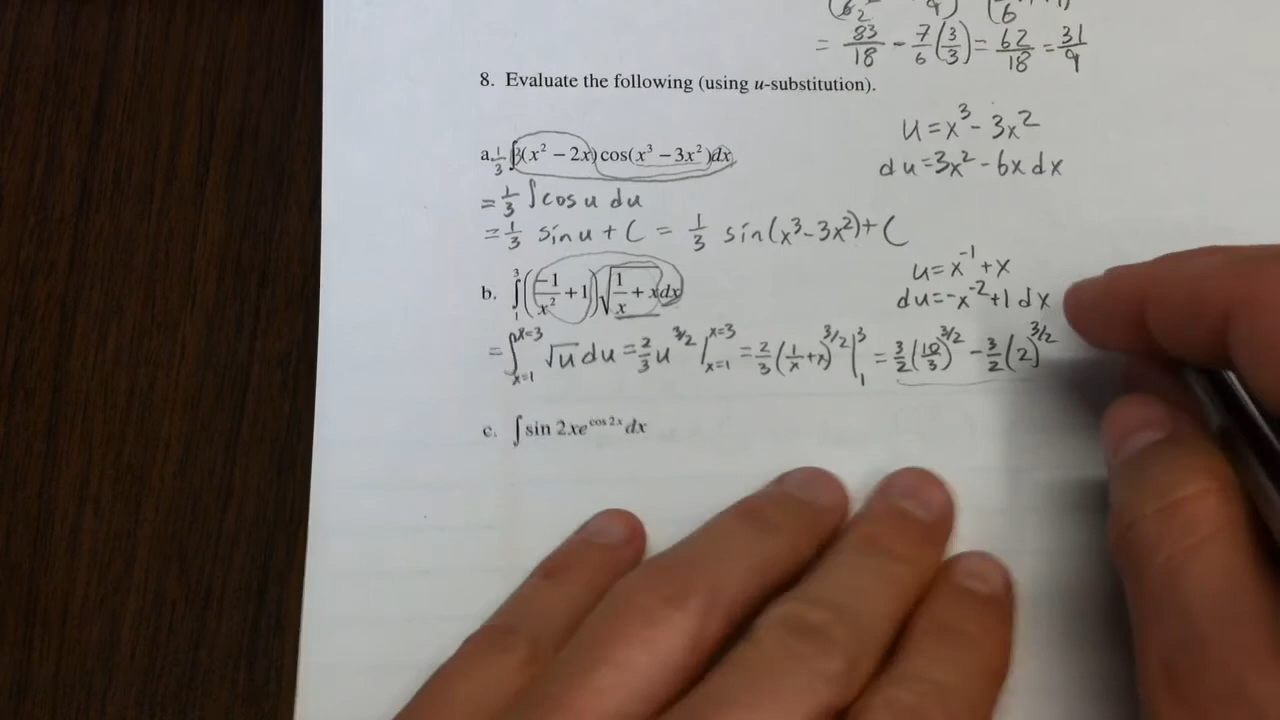 = 83/18 - 7/6 (3/3) = 62/18 = 31/9
8. Evaluate the following (using u-substitution).
u = x^3 - 3x^2
a. 1/3 ∫ 3(x^2 - 2x) cos(x^3 - 3x^2) dx
du = 3x^2 - 6x dx
= 1/3 ∫ cos u du
= 1/3 sin u + C = 1/3 sin(x^3 - 3x^2) + C
u = x^-1 + x
b. ∫_1^3 (-1/x^2 + 1) √(1/x + x) dx
du = -x^-2 + 1 dx
= ∫_{x=1}^{x=3} √u du = 2/3 u^{3/2} |_{x=1}^{x=3} = 2/3 (1/x + x)^{3/2} |_1^3 = 3/2 (10/3)^{3/2} - 3/2 (2)^{3/2}
c. ∫ sin 2x e^{cos 2x} dx